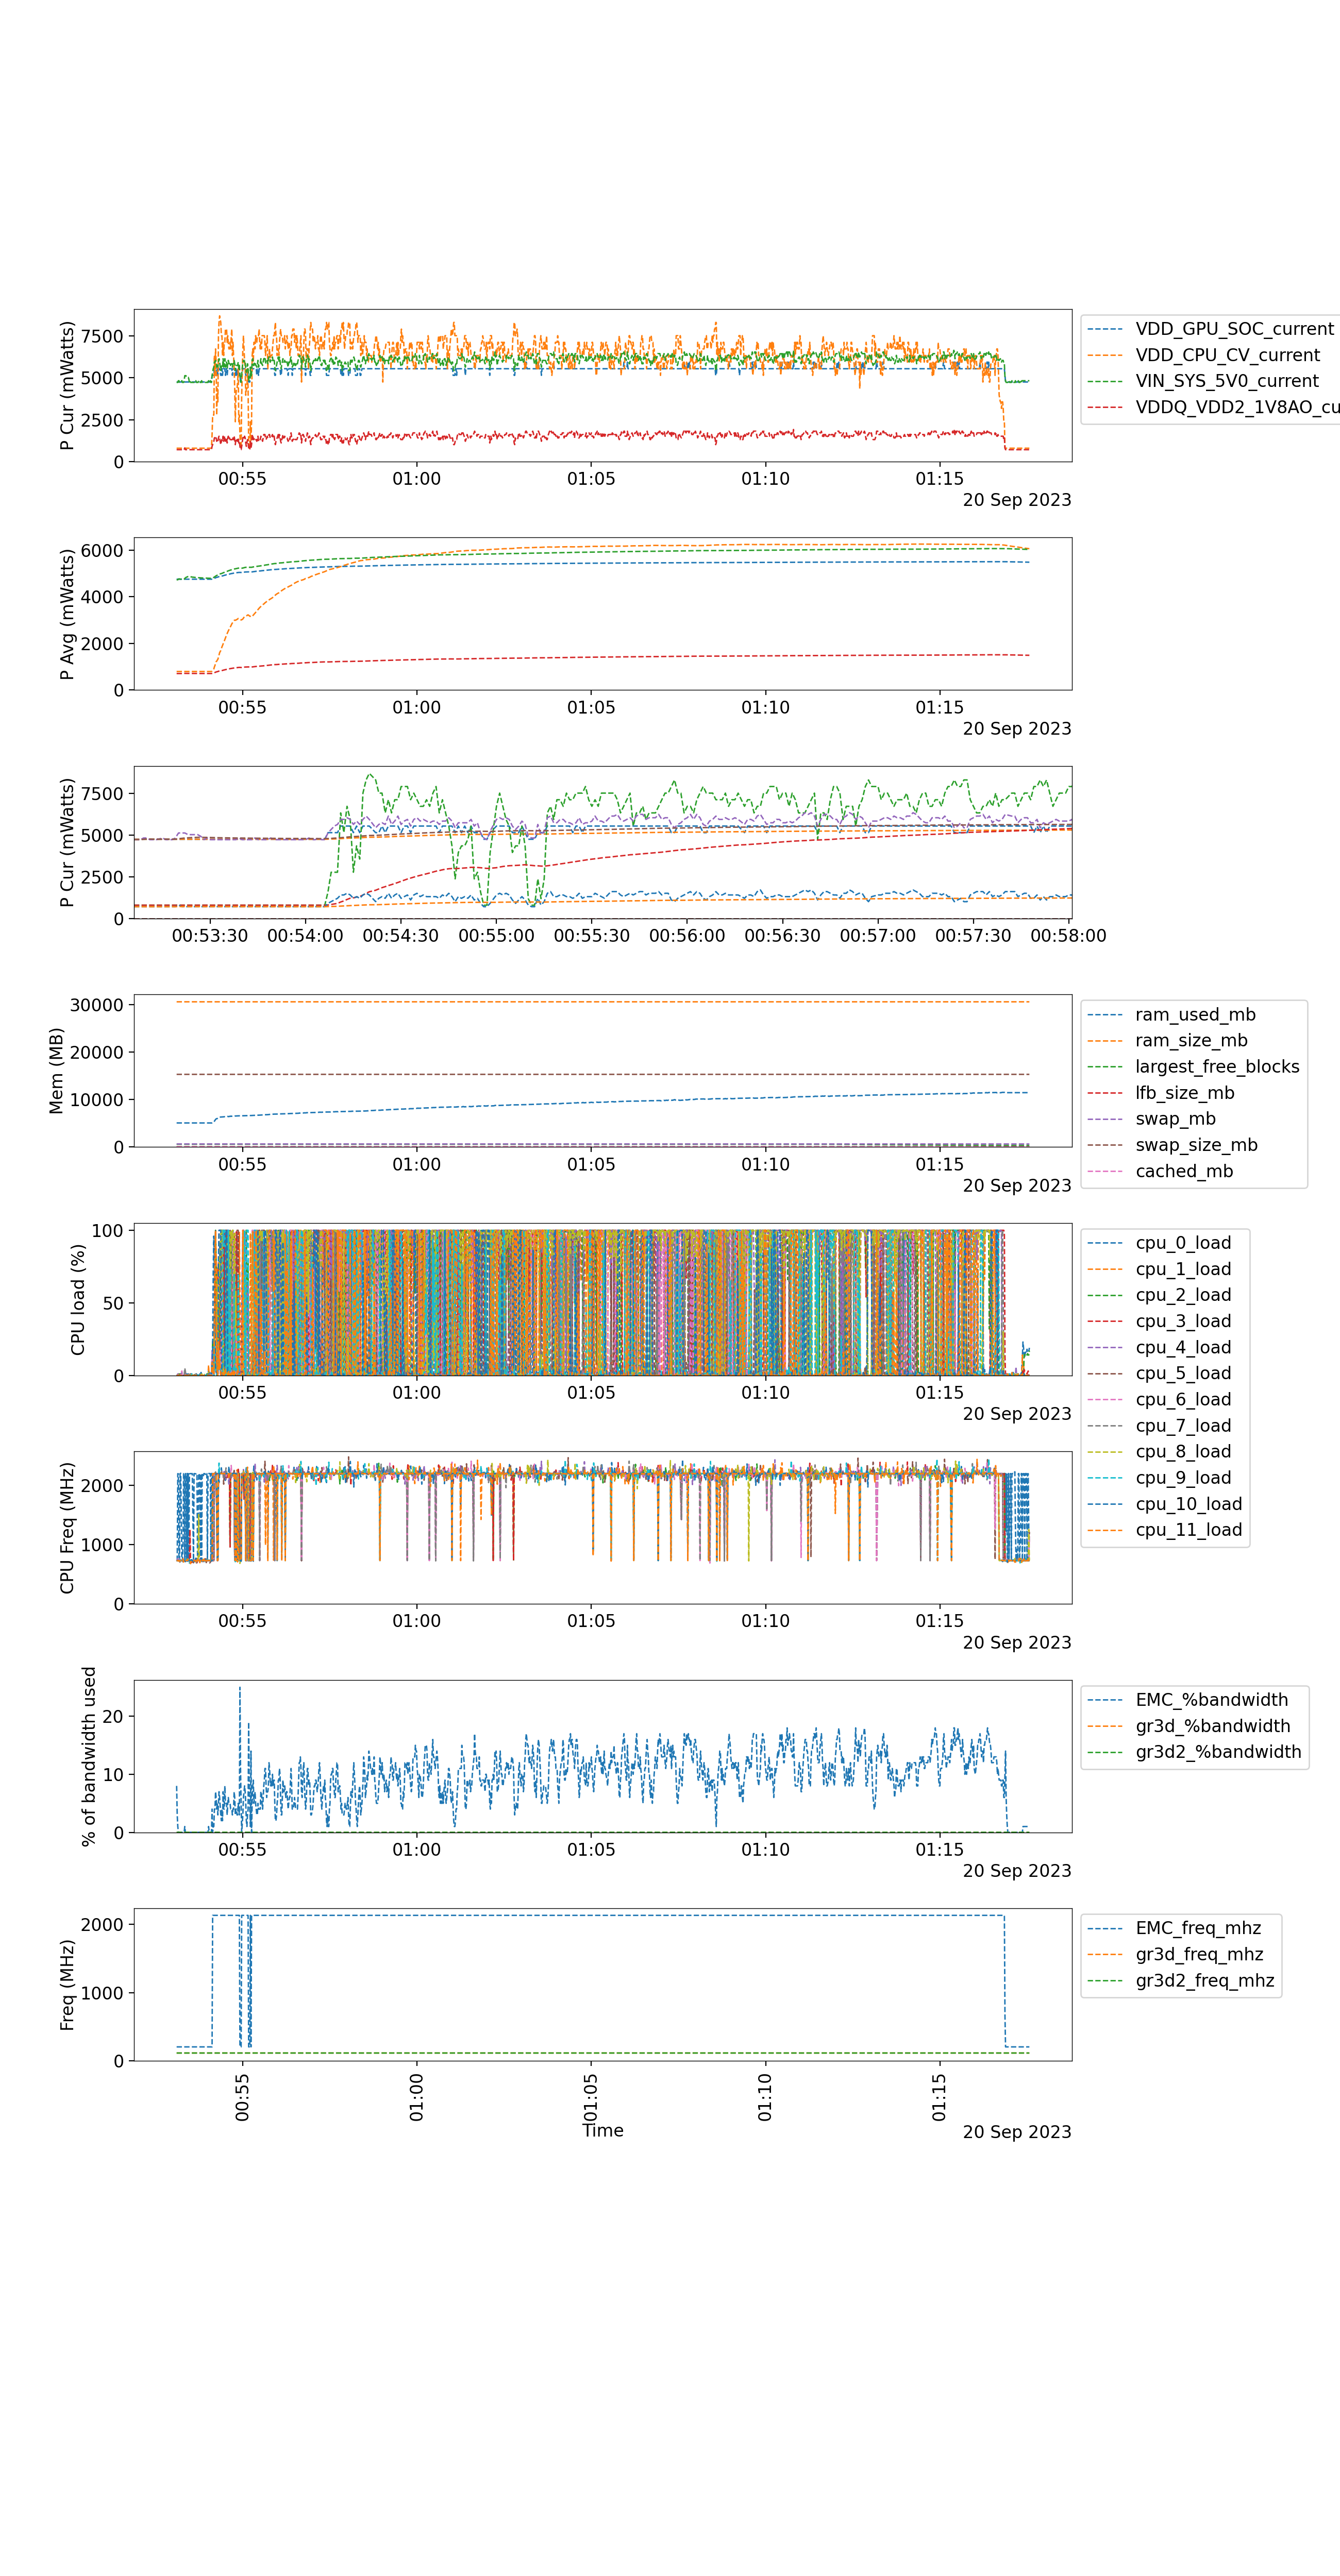 P Cur (mWatts)
7500
5000
2500
0
00:55 01:00 01:05 01:10 01:15
20 Sep 2023
VDD_GPU_SOC_current
VDD_CPU_CV_current
VIN_SYS_5V0_current
VDDQ_VDD2_1V8AO_cu
P Avg (mWatts)
6000
4000
2000
0
00:55 01:00 01:05 01:10 01:15
20 Sep 2023
P Cur (mWatts)
7500
5000
2500
0
00:53:30 00:54:00 00:54:30 00:55:00 00:55:30 00:56:00 00:56:30 00:57:00 00:57:30 00:58:00
Mem (MB)
30000
20000
10000
0
00:55 01:00 01:05 01:10 01:15
20 Sep 2023
ram_used_mb
ram_size_mb
largest_free_blocks
lfb_size_mb
swap_mb
swap_size_mb
cached_mb
CPU load (%)
100
50
0
00:55 01:00 01:05 01:10 01:15
20 Sep 2023
cpu_0_load
cpu_1_load
cpu_2_load
cpu_3_load
cpu_4_load
cpu_5_load
cpu_6_load
cpu_7_load
cpu_8_load
cpu_9_load
cpu_10_load
cpu_11_load
CPU Freq (MHz)
2000
1000
0
00:55 01:00 01:05 01:10 01:15
20 Sep 2023
% of bandwidth used
20
10
0
00:55 01:00 01:05 01:10 01:15
20 Sep 2023
EMC_%bandwidth
gr3d_%bandwidth
gr3d2_%bandwidth
Freq (MHz)
2000
1000
0
00:55 01:00 01:05 01:10 01:15
Time
20 Sep 2023
EMC_freq_mhz
gr3d_freq_mhz
gr3d2_freq_mhz